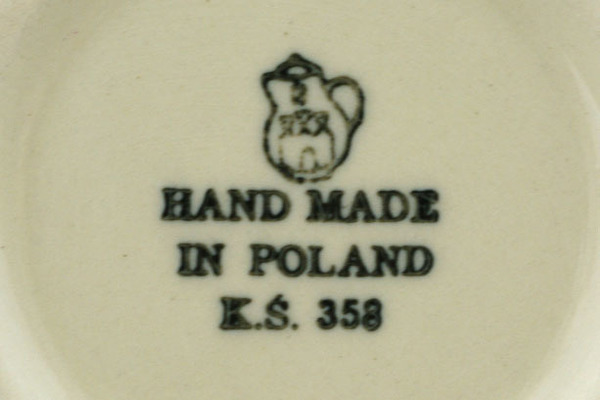 HAND MADE
IN POLAND
K.Ś. 358